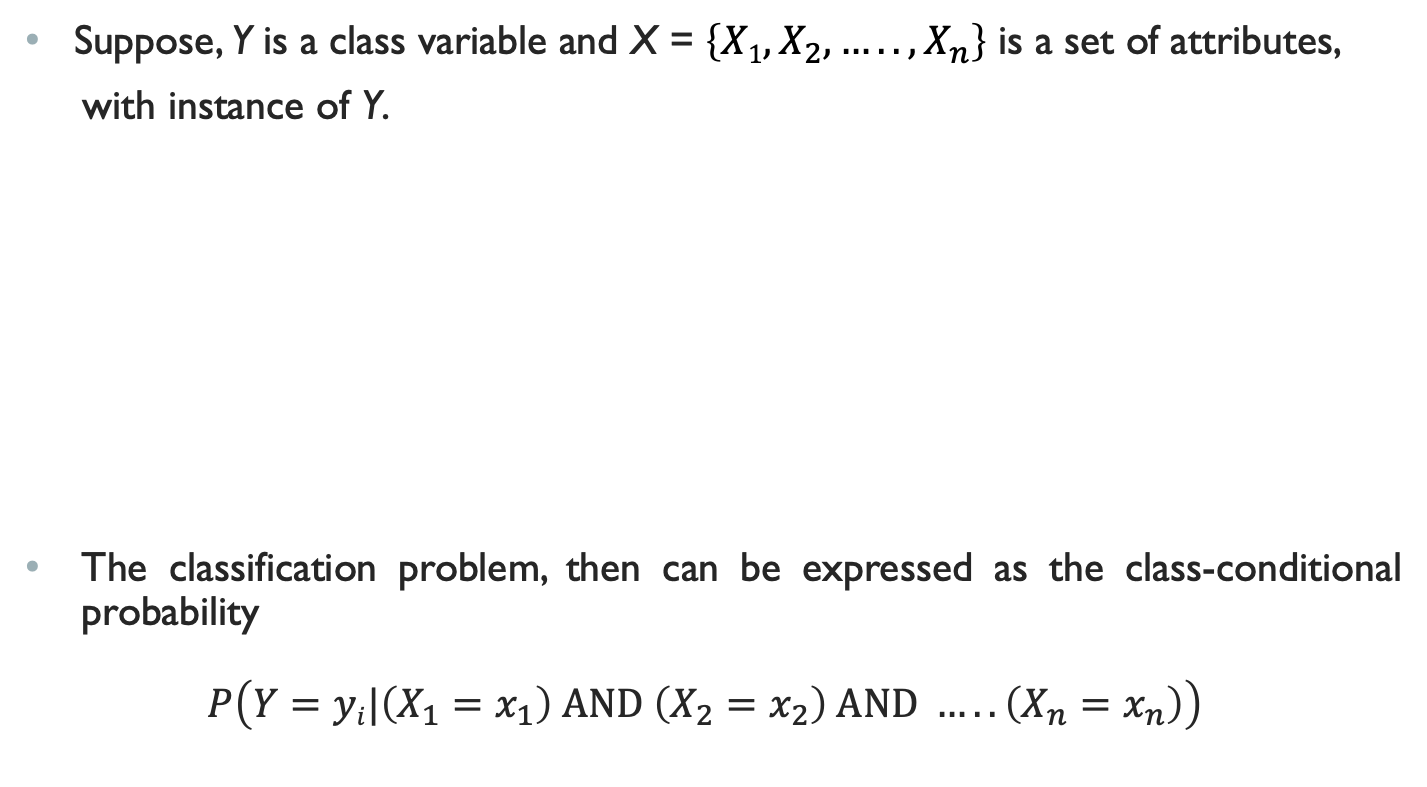 • Suppose, Y is a class variable and X = {X₁, X₂, ….., Xₙ} is a set of attributes,
with instance of Y.
• The classification problem, then can be expressed as the class-conditional
probability
P(Y = yᵢ|(X₁ = x₁) AND (X₂ = x₂) AND ….. (Xₙ = xₙ))